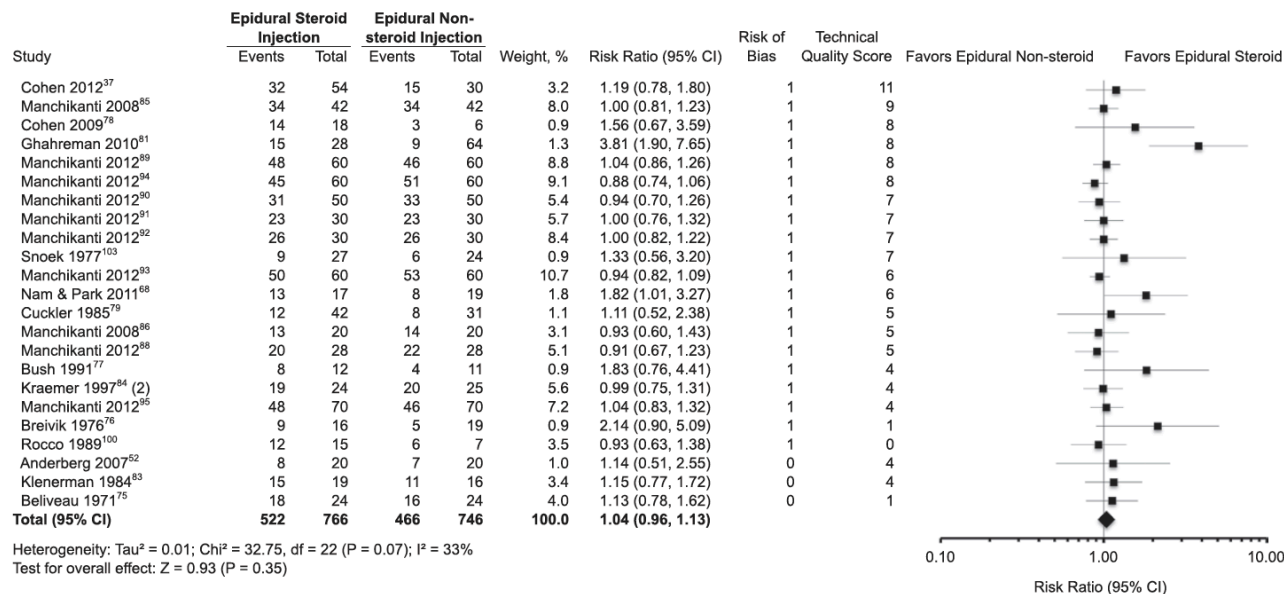 Epidural Steroid Injection Epidural Non-steroid Injection
Study Events Total Events Total Weight, % Risk Ratio (95% CI) Risk of Bias Technical Quality Score Favors Epidural Non-steroid Favors Epidural Steroid
Cohen 2012³⁷ 32 54 15 30 3.2 1.19 (0.78, 1.80) 1 11
Manchikanti 2008⁸⁵ 34 42 34 42 8.0 1.00 (0.81, 1.23) 1 9
Cohen 2009⁷⁸ 14 18 3 6 0.9 1.56 (0.67, 3.59) 1 8
Ghahreman 2010⁸¹ 15 28 9 64 1.3 3.81 (1.90, 7.65) 1 8
Manchikanti 2012⁸⁹ 48 60 46 60 8.8 1.04 (0.86, 1.26) 1 8
Manchikanti 2012⁹⁴ 45 60 51 60 9.1 0.88 (0.74, 1.06) 1 8
Manchikanti 2012⁹⁰ 31 50 33 50 5.4 0.94 (0.70, 1.26) 1 7
Manchikanti 2012⁹¹ 23 30 23 30 5.7 1.00 (0.76, 1.32) 1 7
Manchikanti 2012⁹² 26 30 26 30 8.4 1.00 (0.82, 1.22) 1 7
Snoek 1977¹⁰³ 9 27 6 24 0.9 1.33 (0.56, 3.20) 1 7
Manchikanti 2012⁹³ 50 60 53 60 10.7 0.94 (0.82, 1.09) 1 6
Nam & Park 2011⁶⁸ 13 17 8 19 1.8 1.82 (1.01, 3.27) 1 6
Cuckler 1985⁷⁹ 12 42 8 31 1.1 1.11 (0.52, 2.38) 1 5
Manchikanti 2008⁸⁶ 13 20 14 20 3.1 0.93 (0.60, 1.43) 1 5
Manchikanti 2012⁸⁸ 20 28 22 28 5.1 0.91 (0.67, 1.23) 1 5
Bush 1991⁷⁷ 8 12 4 11 0.9 1.83 (0.76, 4.41) 1 4
Kraemer 1997⁸⁴ (2) 19 24 20 25 5.6 0.99 (0.75, 1.31) 1 4
Manchikanti 2012⁹⁵ 48 70 46 70 7.2 1.04 (0.83, 1.32) 1 4
Breivik 1976⁷⁶ 9 16 5 19 0.9 2.14 (0.90, 5.09) 1 1
Rocco 1989¹⁰⁰ 12 15 6 7 3.5 0.93 (0.63, 1.38) 1 0
Anderberg 2007⁵² 8 20 7 20 1.0 1.14 (0.51, 2.55) 0 4
Klenerman 1984⁸³ 15 19 11 16 3.4 1.15 (0.77, 1.72) 0 4
Beliveau 1971⁷⁵ 18 24 16 24 4.0 1.13 (0.78, 1.62) 0 1
Total (95% CI) 522 766 466 746 100.0 1.04 (0.96, 1.13)
Heterogeneity: Tau² = 0.01; Chi² = 32.75, df = 22 (P = 0.07); I² = 33%
Test for overall effect: Z = 0.93 (P = 0.35)
0.10 1.00 10.00
Risk Ratio (95% CI)